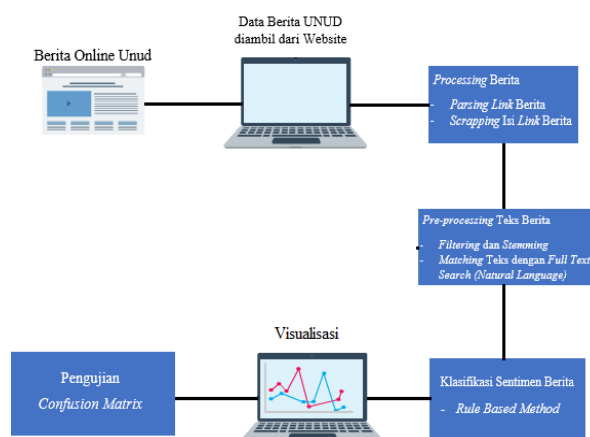 Data Berita UNUD
diambil dari Website
Berita Online Unud
Processing Berita
- Parsing Link Berita
- Scrapping Isi Link Berita
Pre-processing Teks Berita
- Filtering dan Stemming
- Matching Teks dengan Full Text
Search (Natural Language)
Visualisasi
Pengujian
Confusion Matrix
Klasifikasi Sentimen Berita
- Rule Based Method